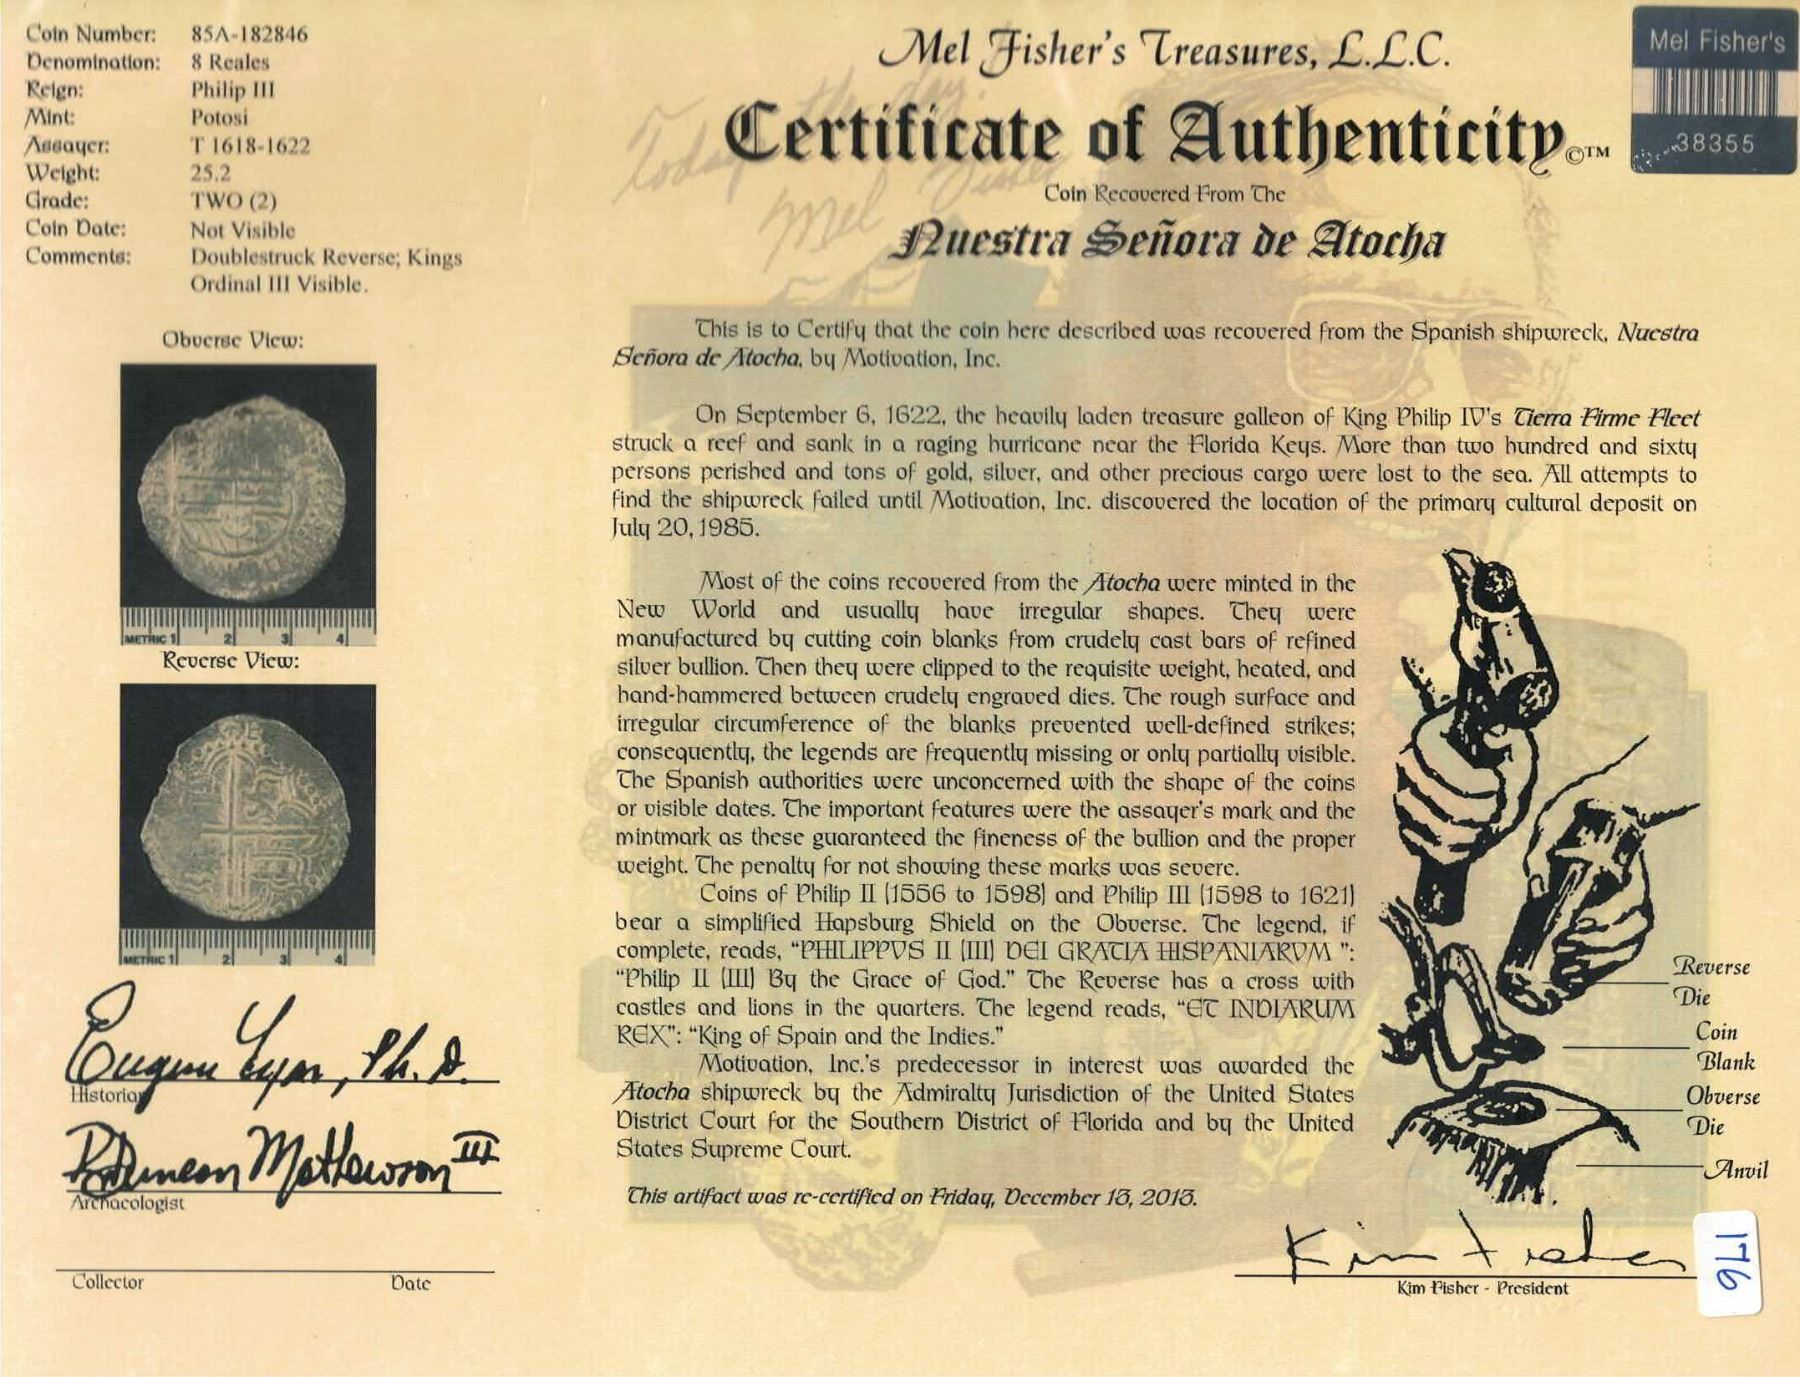 Coin Number: 85A-182846
Denomination: 8 Reales
Reign: Philip III
Mint: Potosi
Assayer: T 1618-1622
Weight: 25.2
Grade: TWO (2)
Coin Date: Not Visible
Comments: Doublestruck Reverse; Kings
Ordinal III Visible.
Obverse View:
METRIC 1 2 3 4
Reverse View:
METRIC 1 2 3 4
Eugene Lyon, Ph. D.
Historian
R Duncan Mathewson III
Archaeologist
Collector Date
Mel Fisher's Treasures, L.L.C.
Certificate of Authenticity ©™
Coin Recovered From The
Nuestra Señora de Atocha
Mel Fisher's
38355
Today the day!
Mel Fisher
This is to Certify that the coin here described was recovered from the Spanish shipwreck, Nuestra
Señora de Atocha, by Motivation, Inc.
On September 6, 1622, the heavily laden treasure galleon of King Philip IV's Tierra Firme Fleet
struck a reef and sank in a raging hurricane near the Florida Keys. More than two hundred and sixty
persons perished and tons of gold, silver, and other precious cargo were lost to the sea. All attempts to
find the shipwreck failed until Motivation, Inc. discovered the location of the primary cultural deposit on
July 20, 1985.
Most of the coins recovered from the Atocha were minted in the
New World and usually have irregular shapes. They were
manufactured by cutting coin blanks from crudely cast bars of refined
silver bullion. Then they were clipped to the requisite weight, heated, and
hand-hammered between crudely engraved dies. The rough surface and
irregular circumference of the blanks prevented well-defined strikes;
consequently, the legends are frequently missing or only partially visible.
The Spanish authorities were unconcerned with the shape of the coins
or visible dates. The important features were the assayer's mark and the
mintmark as these guaranteed the fineness of the bullion and the proper
weight. The penalty for not showing these marks was severe.
Coins of Philip II (1556 to 1598) and Philip III (1598 to 1621)
bear a simplified Hapsburg Shield on the Obverse. The legend, if
complete, reads, “PHILIPPVS II (III) DEI GRATIA HISPANIARVM ”:
“Philip II (III) By the Grace of God.” The Reverse has a cross with
castles and lions in the quarters. The legend reads, “ET INDIARUM
REX”: “King of Spain and the Indies.”
Motivation, Inc.'s predecessor in interest was awarded the
Atocha shipwreck by the Admiralty Jurisdiction of the United States
District Court for the Southern District of Florida and by the United
States Supreme Court.
This artifact was re-certified on Friday, December 13, 2013.
Reverse
Die
Coin
Blank
Obverse
Die
Anvil
Kim Fisher
Kim Fisher - President
176